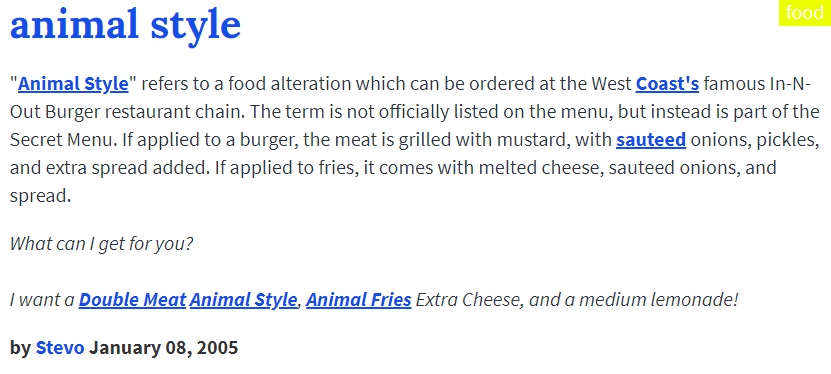 animal style
food
"Animal Style" refers to a food alteration which can be ordered at the West Coast's famous In-N-
Out Burger restaurant chain. The term is not officially listed on the menu, but instead is part of the
Secret Menu. If applied to a burger, the meat is grilled with mustard, with sauteed onions, pickles,
and extra spread added. If applied to fries, it comes with melted cheese, sauteed onions, and
spread.
What can I get for you?
I want a Double Meat Animal Style, Animal Fries Extra Cheese, and a medium lemonade!
by Stevo January 08, 2005